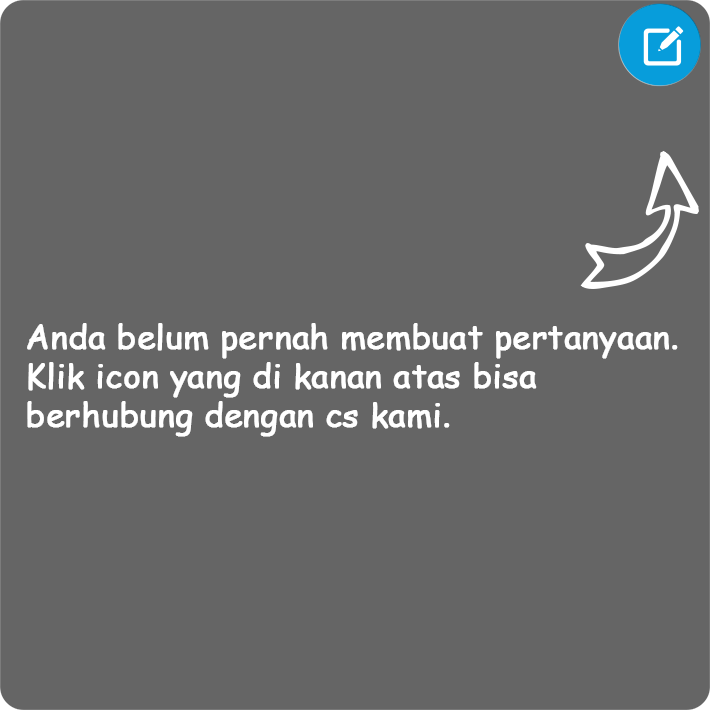 Anda belum pernah membuat pertanyaan.
Klik icon yang di kanan atas bisa
berhubung dengan cs kami.